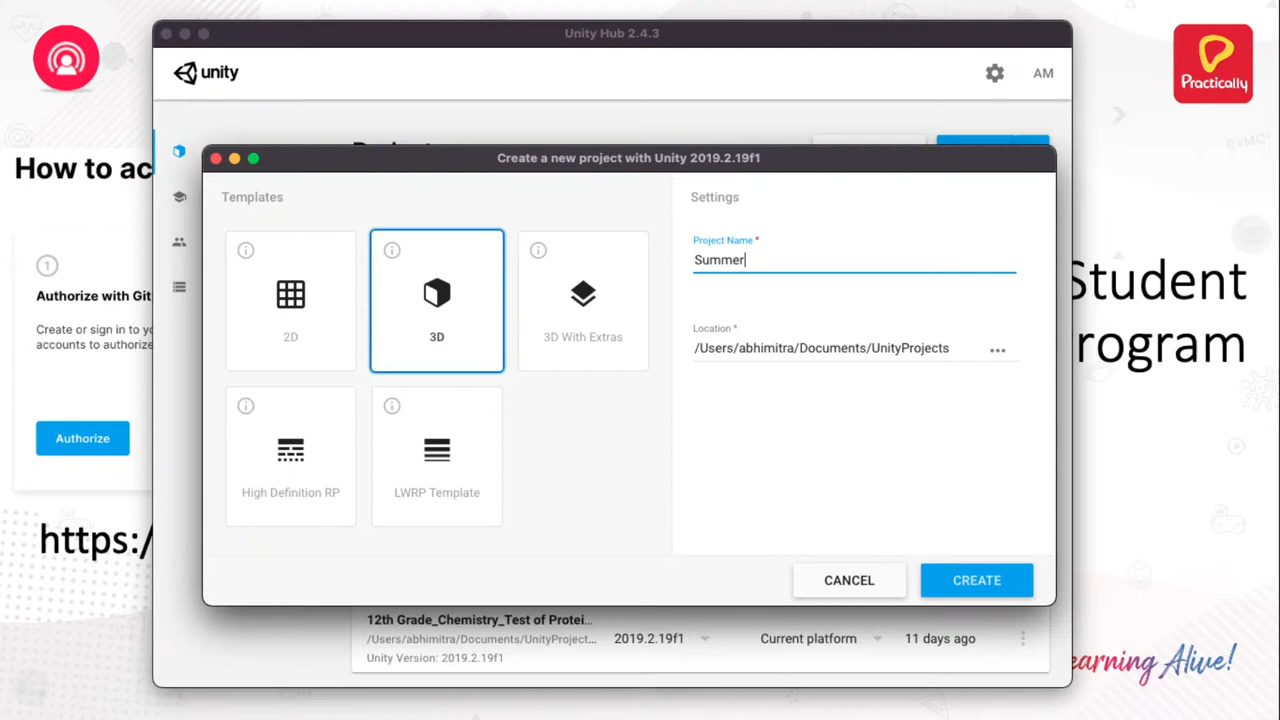 Unity Hub 2.4.3
unity
AM
Practically
Create a new project with Unity 2019.2.19f1
How to ac
Templates
Settings
Project Name *
Summer
2D
3D
3D With Extras
Location *
/Users/abhimitra/Documents/UnityProjects
...
1
Authorize with Git
Create or sign in to yo
accounts to authorize
Authorize
High Definition RP
LWRP Template
Student
rogram
https:/
CANCEL
CREATE
12th Grade_Chemistry_Test of Protei...
/Users/abhimitra/Documents/UnityProject...
2019.2.19f1
Current platform
11 days ago
Unity Version: 2019.2.19f1
earning Alive!